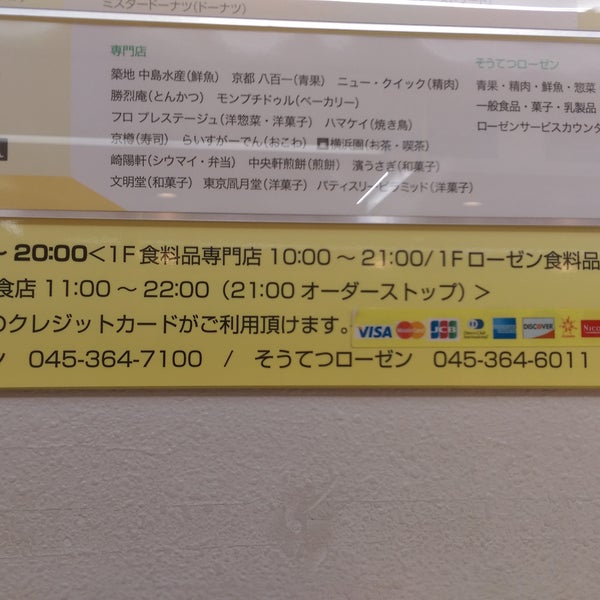 ミスタードーナツ(ドーナツ)
専門店
築地 中島水産(鮮魚) 京都 八百一(青果) ニュー・クイック(精肉)
勝烈庵(とんかつ) モンプチドゥル(ベーカリー)
フロ プレステージュ(洋惣菜・洋菓子) ハマケイ(焼き鳥)
京樽(寿司) らいすがーでん(おこわ) 横浜園(お茶・喫茶)
崎陽軒(シウマイ・弁当) 中央軒煎餅(煎餅) 濱うさぎ(和菓子)
文明堂(和菓子) 東京凮月堂(洋菓子) パティスリー ピラミッド(洋菓子)
そうてつローゼン
青果・精肉・鮮魚・惣菜
一般食品・菓子・乳製品
ローゼンサービスカウンタ
~ 20:00<1F食料品専門店 10:00 ~ 21:00/1Fローゼン食料品
食店 11:00 ~ 22:00 (21:00 オーダーストップ) >
のクレジットカードがご利用頂けます。 VISA MasterCard JCB Diners Club International DISCOVER NICO
ン 045-364-7100 / そうてつローゼン 045-364-6011